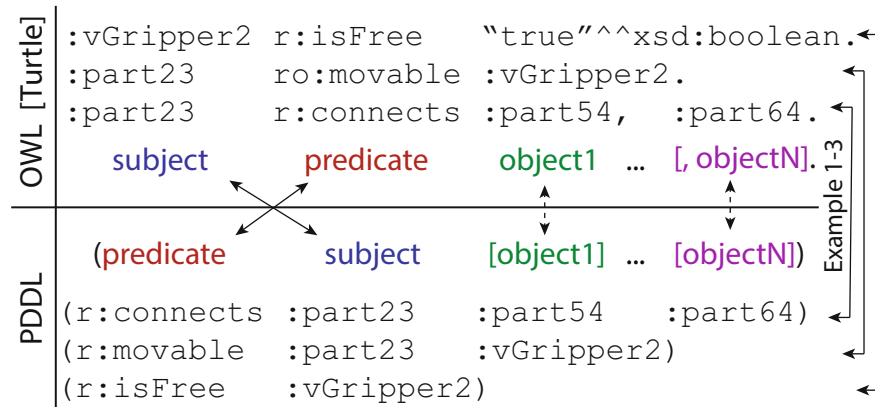 OWL [Turtle]
:vGripper2 r:isFree “true”^^xsd:boolean.
:part23 ro:movable :vGripper2.
:part23 r:connects :part54, :part64.
subject predicate object1 ... [, objectN].
Example 1-3
PDDL
(predicate subject [object1] ... [objectN])
(r:connects :part23 :part54 :part64)
(r:movable :part23 :vGripper2)
(r:isFree :vGripper2)